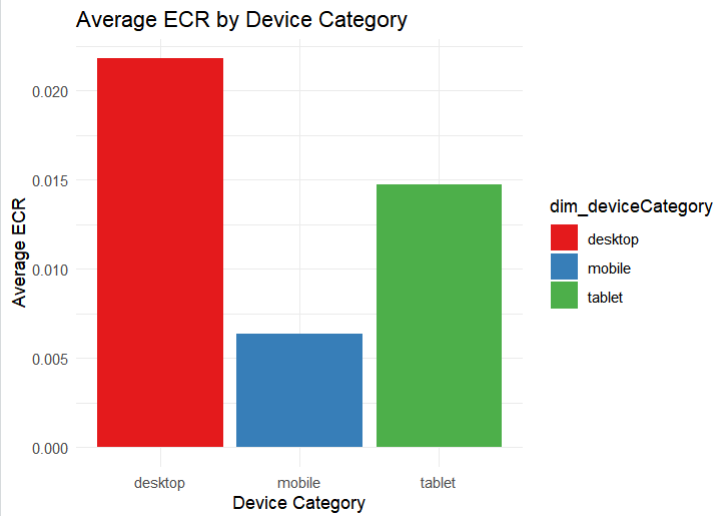 Average ECR by Device Category
Average ECR
0.020
0.015
0.010
0.005
0.000
desktop
mobile
tablet
Device Category
dim_deviceCategory
desktop
mobile
tablet